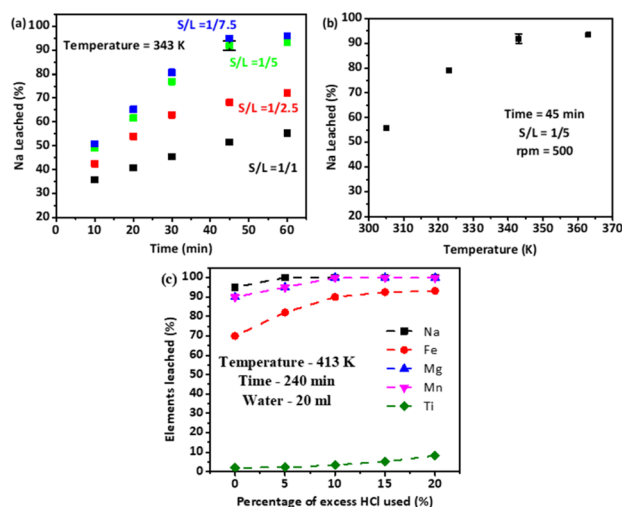 (a)
Temperature = 343 K
S/L =1/7.5
S/L =1/5
S/L =1/2.5
S/L =1/1
100
90
80
70
60
50
40
30
20
Na Leached (%)
0 10 20 30 40 50 60
Time (min)
(b)
100
90
80
70
60
50
40
30
20
Na Leached (%)
Time = 45 min
S/L = 1/5
rpm = 500
300 310 320 330 340 350 360 370
Temperature (K)
(c)
100
90
80
70
60
50
40
30
20
10
0
Elements leached (%)
Temperature - 413 K
Time - 240 min
Water - 20 ml
Na
Fe
Mg
Mn
Ti
0 5 10 15 20
Percentage of excess HCl used (%)